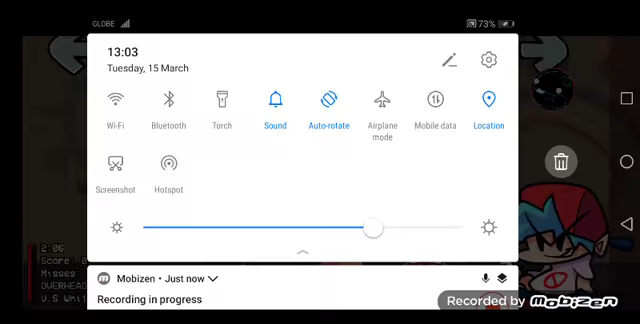 GLOBE 73%
13:03
Tuesday, 15 March
Wi-Fi Bluetooth Torch Sound Auto-rotate Airplane mode Mobile data Location
Screenshot Hotspot
2:06
Score
Misses
OVERHEAD
V.S Whit
Mobizen • Just now
Recording in progress
Recorded by MOBIZEN